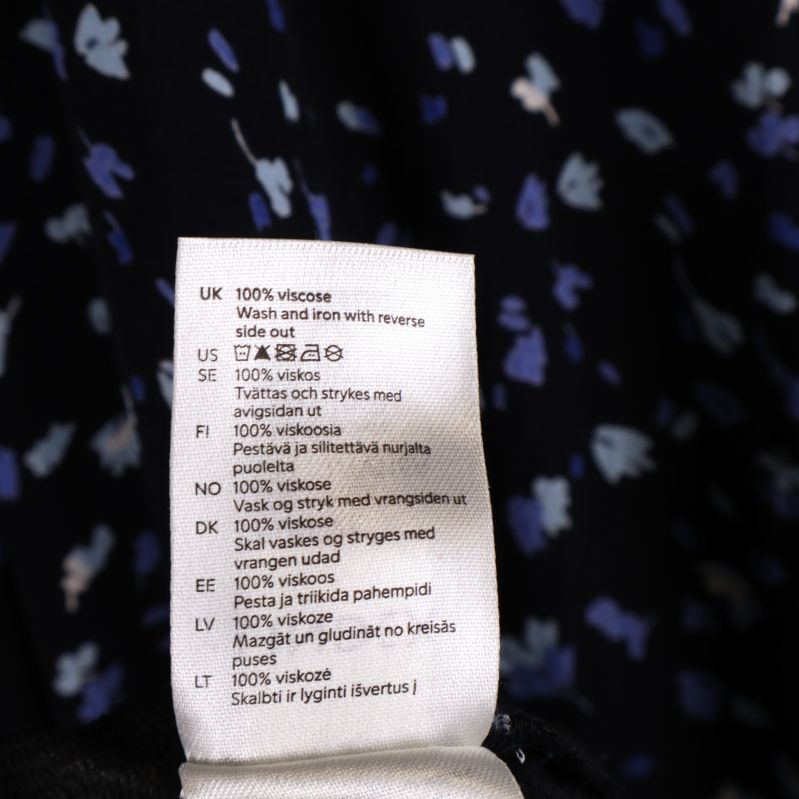 UK 100% viscose
Wash and iron with reverse
side out
US
SE 100% viskos
Tvättas och strykes med
avigsidan ut
FI 100% viskoosia
Pestävä ja silitettävä nurjalta
puolelta
NO 100% viskose
Vask og stryk med vrangsiden ut
DK 100% viskose
Skal vaskes og stryges med
vrangen udad
EE 100% viskoos
Pesta ja triikida pahempidi
LV 100% viskoze
Mazgāt un gludināt no kreisās
puses
LT 100% viskozė
Skalbti ir lyginti išvertus į